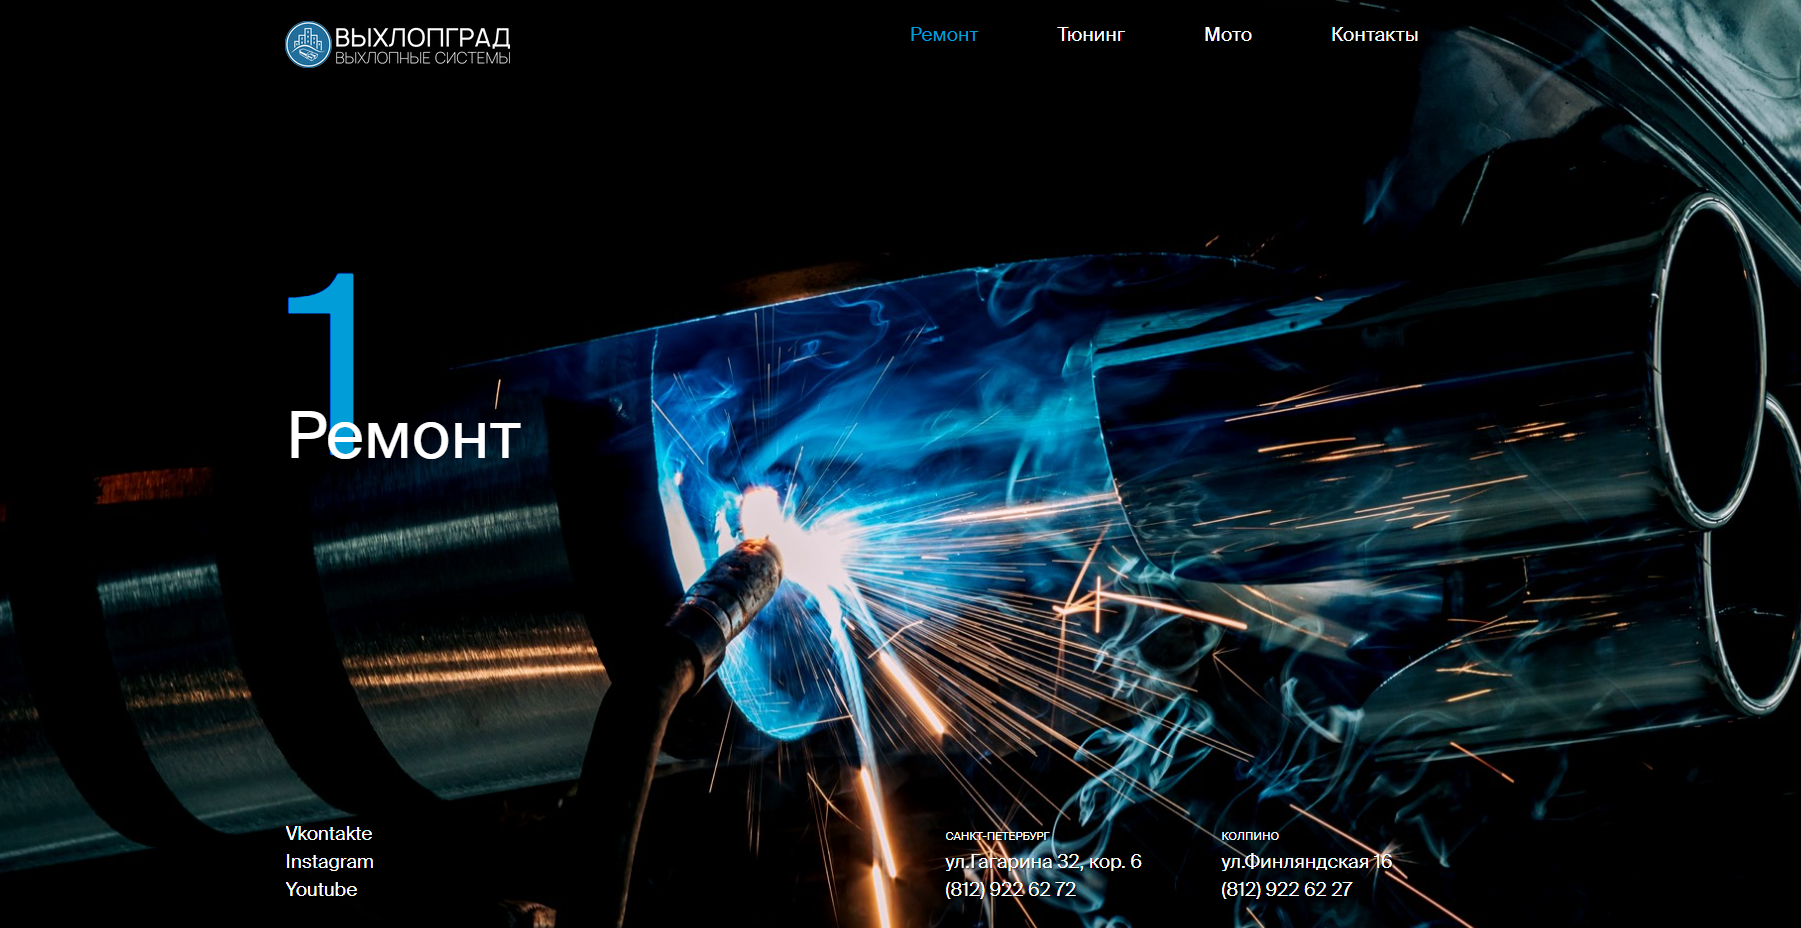 ВЫХЛОПГРАД
ВЫХЛОПНЫЕ СИСТЕМЫ
Ремонт
Тюнинг
Мото
Контакты
1
Ремонт
Vkontakte
Instagram
Youtube
САНКТ-ПЕТЕРБУРГ
ул.Гагарина 32, кор. 6
(812) 922 62 72
КОЛПИНО
ул.Финляндская 16
(812) 922 62 27